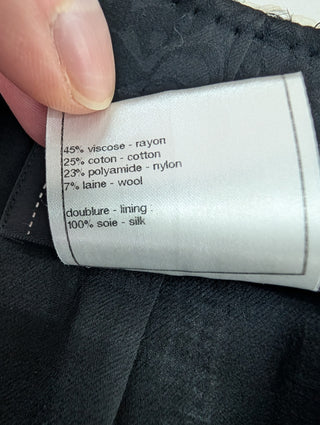 45% viscose - rayon
25% coton - cotton
23% polyamide - nylon
7% laine - wool
doublure - lining :
100% soie - silk